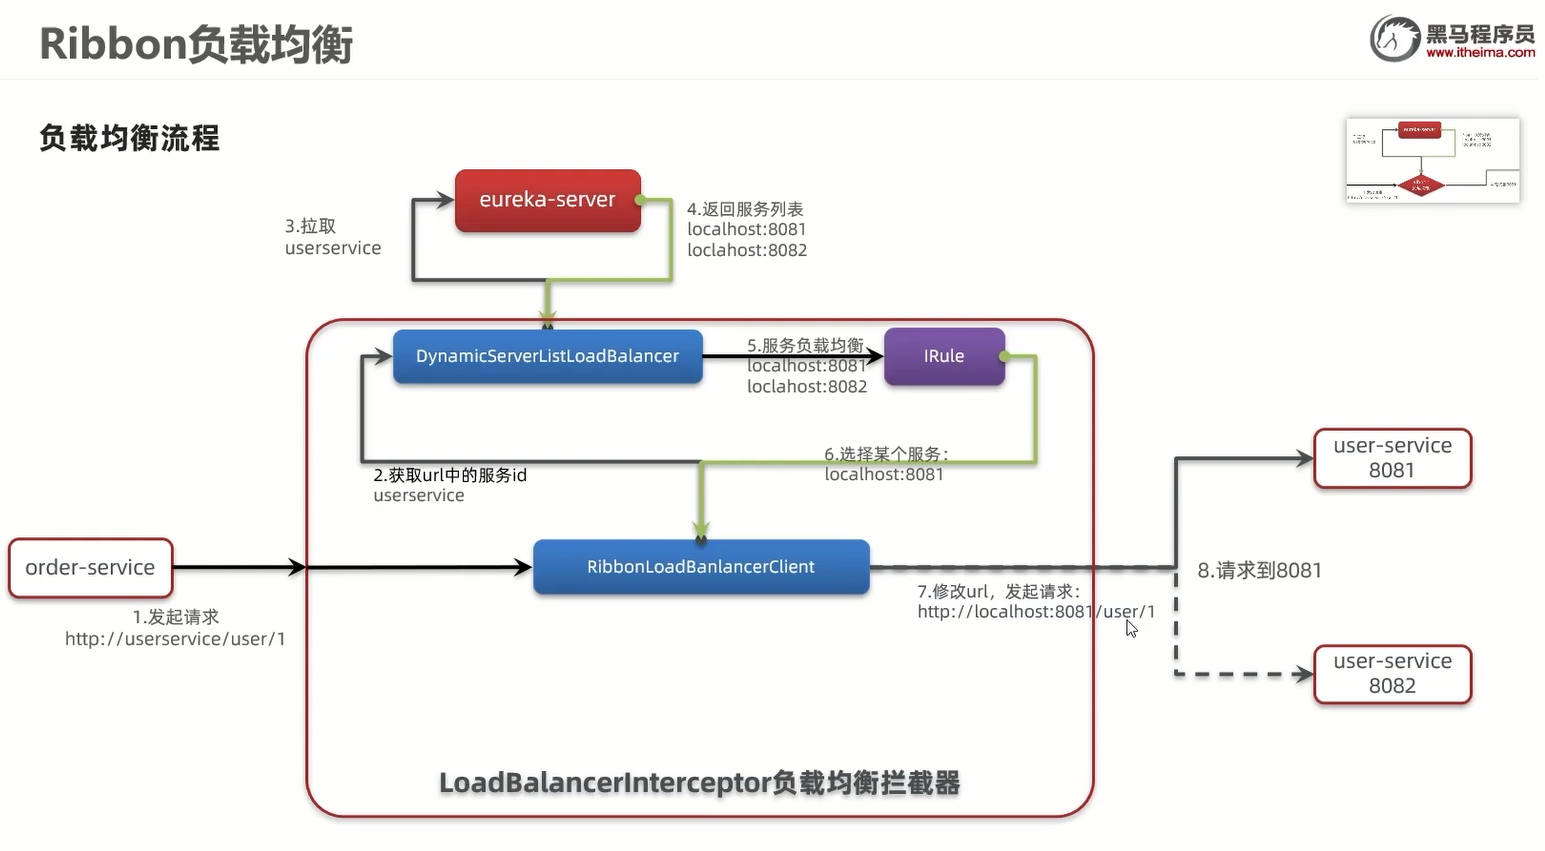 Ribbon负载均衡
黑马程序员
www.itheima.com
负载均衡流程
eureka-server
3.拉取
userservice
4.返回服务列表
localhost:8081
loclahost:8082
DynamicServerListLoadBalancer
5.服务负载均衡
localhost:8081
loclahost:8082
IRule
2.获取url中的服务id
userservice
6.选择某个服务：
localhost:8081
user-service
8081
order-service
RibbonLoadBanlancerClient
8.请求到8081
1.发起请求
http://userservice/user/1
7.修改url，发起请求：
http://localhost:8081/user/1
user-service
8082
LoadBalancerInterceptor负载均衡拦截器